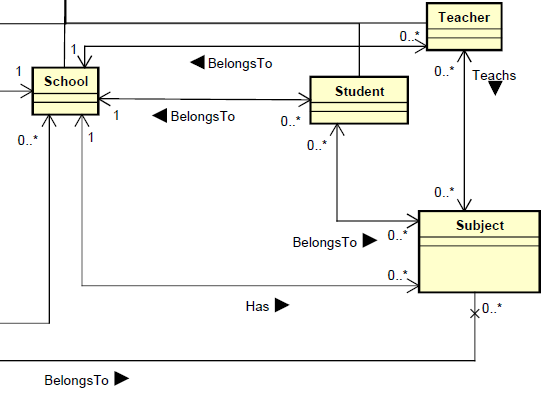 Teacher
0..*
1
BelongsTo
1
School
0..*
Teachs
Student
1
BelongsTo
0..*
0..*
1
0..*
0..*
Subject
BelongsTo
0..*
0..*
Has
0..*
BelongsTo